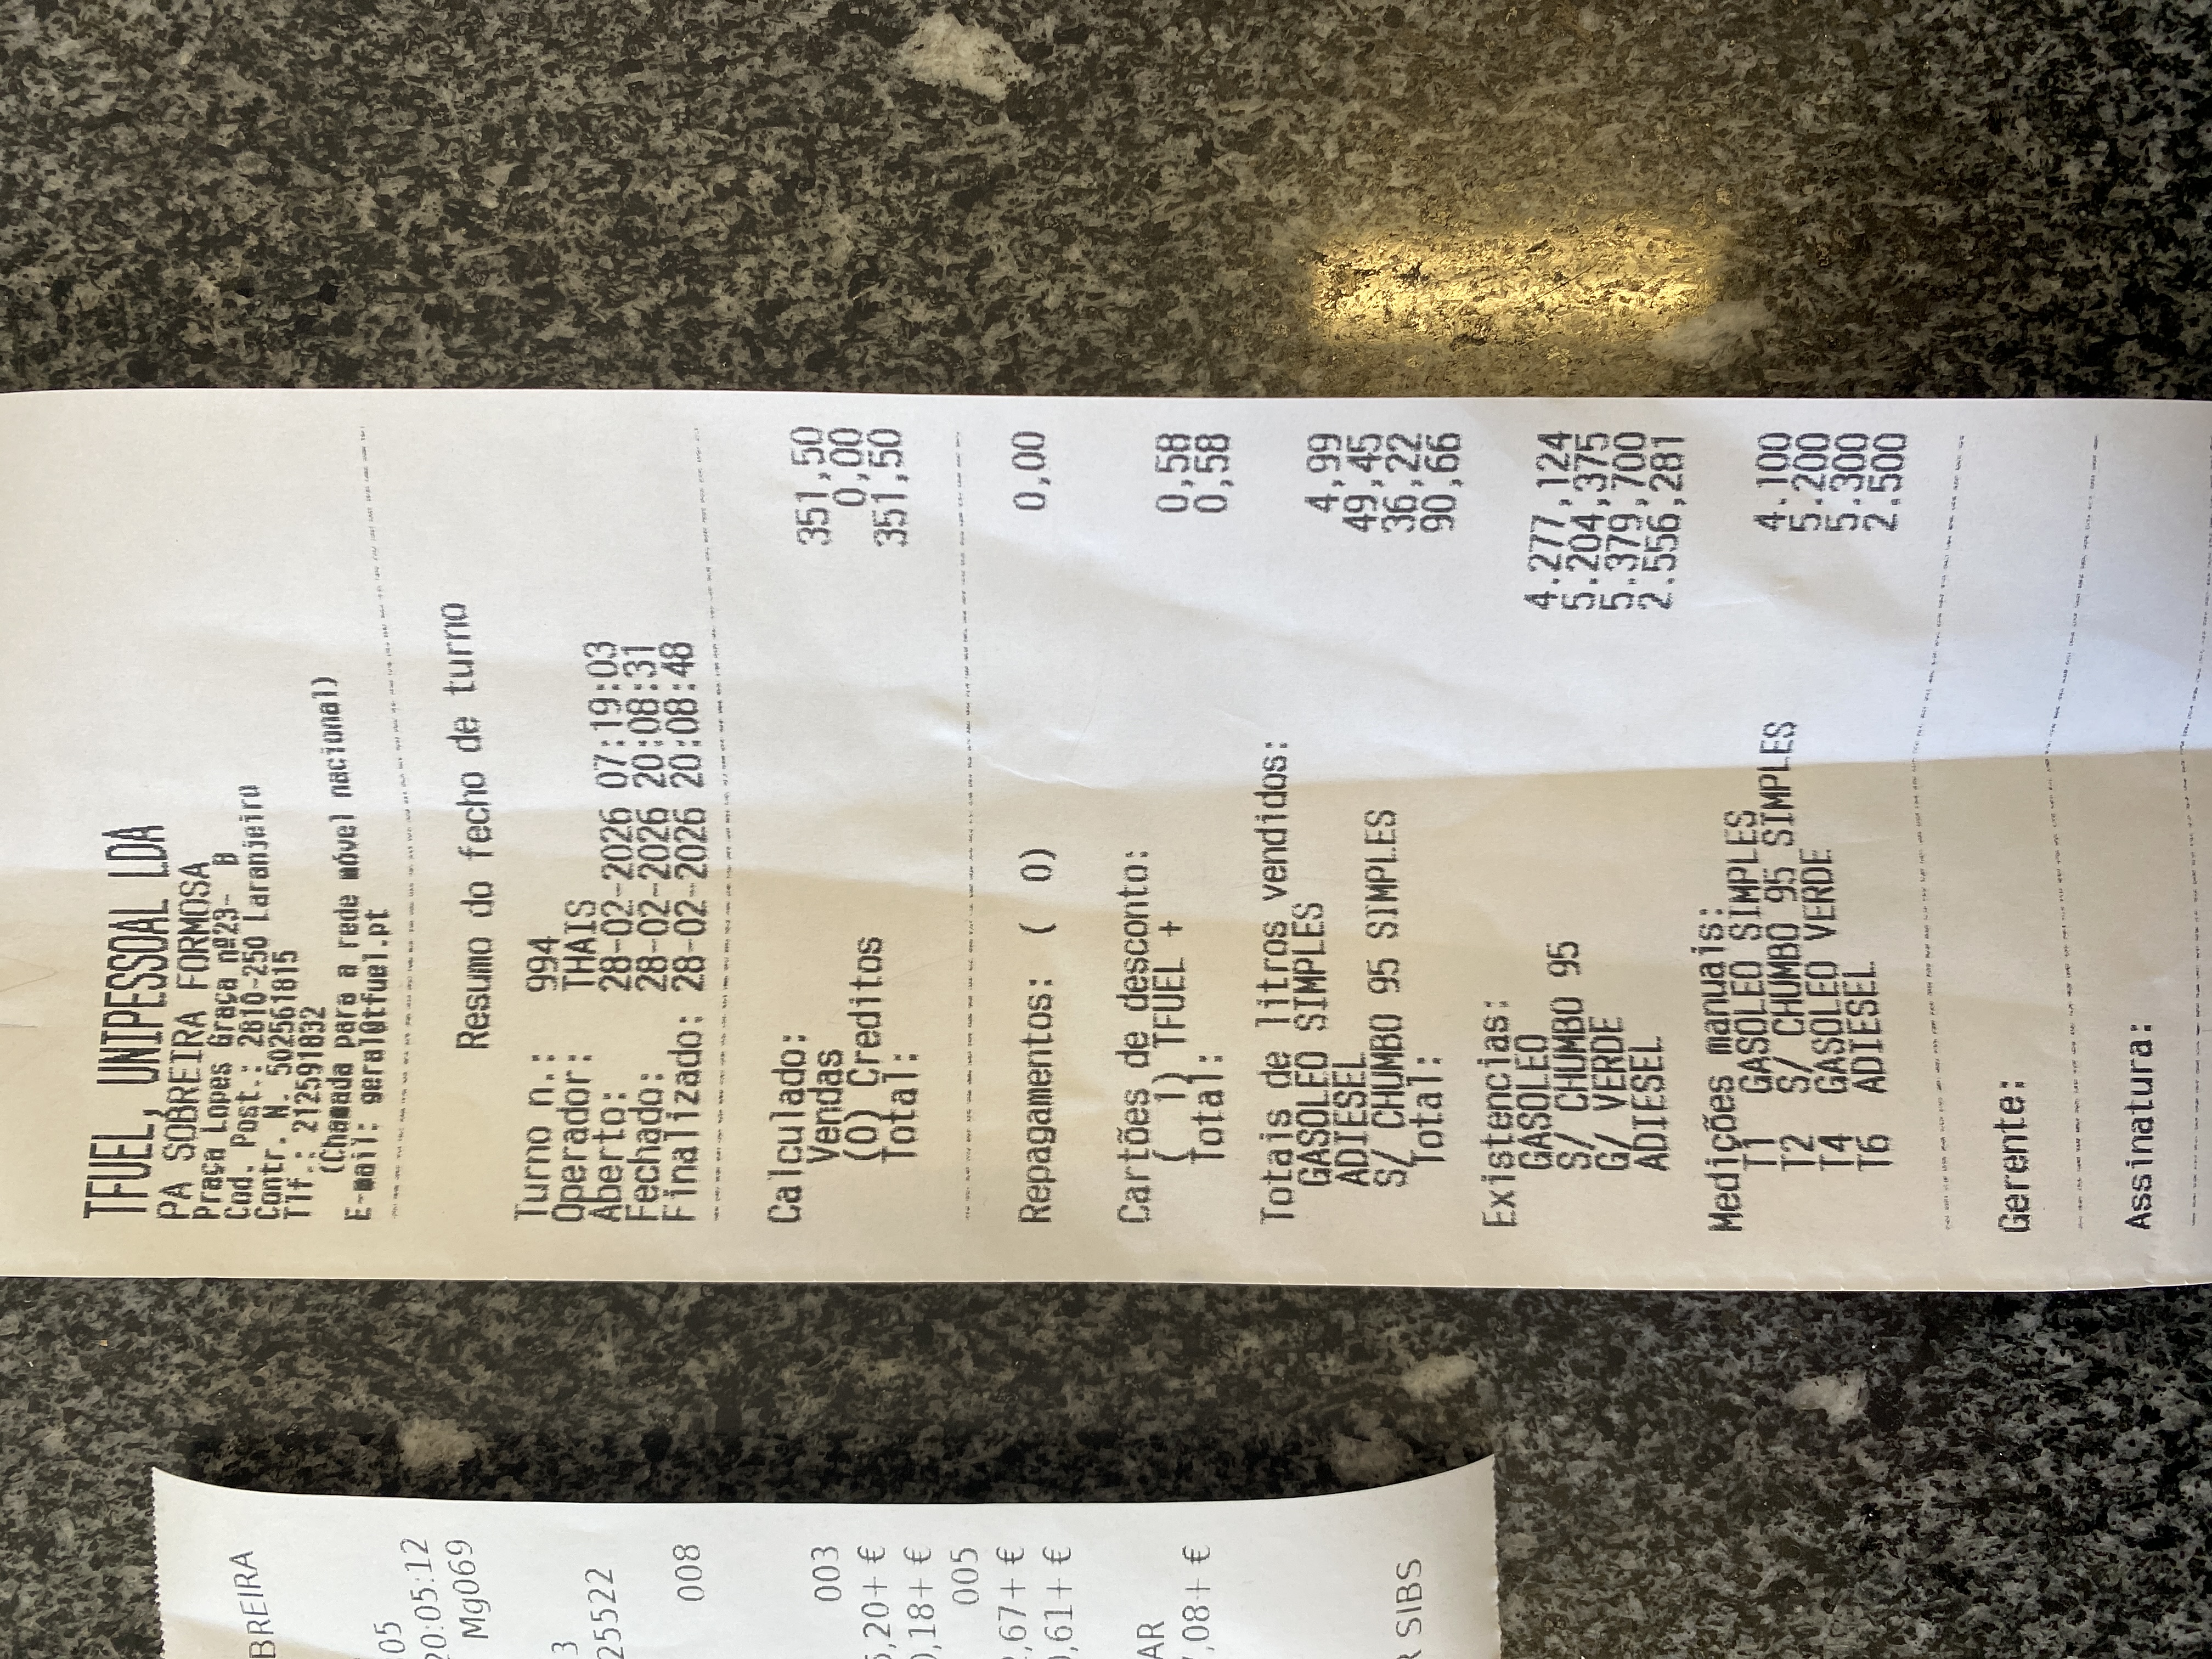 TFUEL, UNIPESSOAL LDA
PA SOBREIRA FORMOSA
Praça Lopes Graça nº23- B
Cod. Post.: 2810-250 Laranjeiro
Contr. N. 502561815
Tlf.: 212591832
(Chamada para a rede móvel nacional)
E-mail: geral@tfuel.pt
Resumo do fecho de turno
Turno n.: 994
Operador: THAIS
Aberto: 28-02-2026 07:19:03
Fechado: 28-02-2026 20:08:31
Finalizado: 28-02-2026 20:08:48
Calculado:
Vendas 351,50
(0) Creditos 0,00
Total: 351,50
Repagamentos: ( 0) 0,00
Cartões de desconto:
( 1) TFUEL + 0,58
Total: 0,58
Totais de litros vendidos:
GASOLEO SIMPLES 4,99
ADIESEL 49,45
S/ CHUMBO 95 SIMPLES 36,22
Total: 90,66
Existencias:
GASOLEO 4.277,124
S/ CHUMBO 95 5.204,375
G/ VERDE 5.379,700
ADIESEL 2.556,281
Medições manuais:
T1 GASOLEO SIMPLES 4.100
T2 S/ CHUMBO 95 SIMPLES 5.200
T4 GASOLEO VERDE 5.300
T6 ADIESEL 2.500
Gerente:
Assinatura:
BREIRA
05
20:05:12
Mg069
3
25522
008
003
,20+ €
,18+ €
005
,67+ €
,61+ €
AR
,08+ €
SIBS